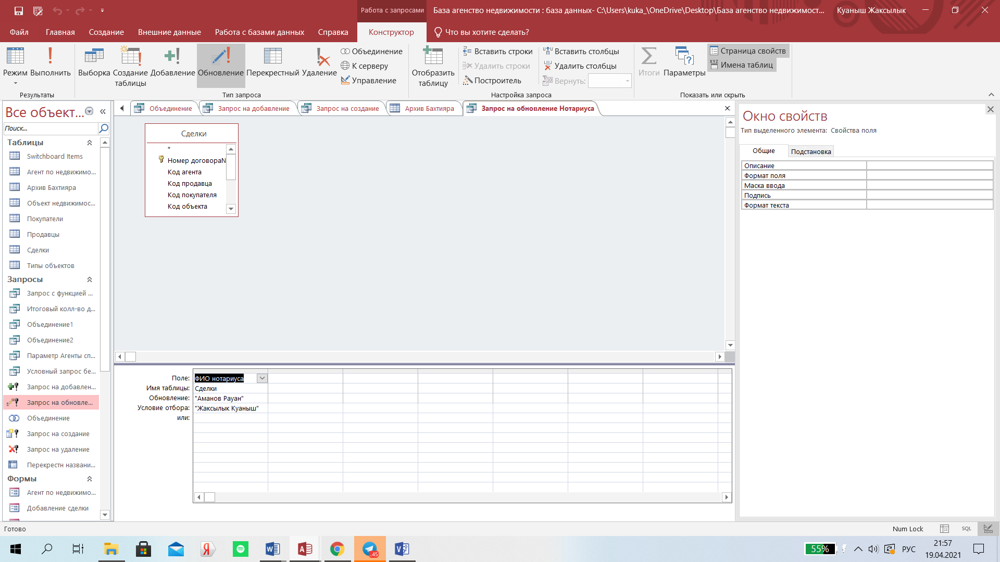 Работа с запросами
База агенство недвижимости : база данных- C:\Users\kuka_\OneDrive\Desktop\База агенство недвижимост...
Куаныш Жаксылык
Файл Главная Создание Внешние данные Работа с базами данных Справка Конструктор Что вы хотите сделать?
Режим Выполнить
Результаты
Выборка Создание таблицы Добавление Обновление Перекрестный Удаление
Объединение
К серверу
Управление
Тип запроса
Отобразить таблицу
Вставить строки
Удалить строки
Построитель
Вставить столбцы
Удалить столбцы
Вернуть:
Настройка запроса
Итоги Параметры
Страница свойств
XYZ Имена таблиц
Показать или скрыть
Все объект...
Поиск...
Таблицы
Switchboard Items
Агент по недвижимо...
Архив Бахтияра
Объект недвижимос...
Покупатели
Продавцы
Сделки
Типы объектов
Запросы
Запрос с функцией ...
Итоговый колл-во д...
Объединение1
Объединение2
Параметр Агенты сп...
Условный запрос бе...
Запрос на добавлен...
Запрос на обновле...
Объединение
Запрос на создание
Запрос на удаление
Перекрестн названи...
Формы
Агент по недвижимо...
Добавление сделки
Объединение Запрос на добавление Запрос на создание Архив Бахтияра Запрос на обновление Нотариуса
Сделки
*
Номер договораN
Код агента
Код продавца
Код покупателя
Код объекта
Поле: ФИО нотариуса
Имя таблицы: Сделки
Обновление: "Аманов Рауан"
Условие отбора: "Жаксылык Куаныш"
или:
Окно свойств
Тип выделенного элемента: Свойства поля
Общие Подстановка
Описание
Формат поля
Маска ввода
Подпись
Формат текста
Готово
Num Lock
SQL
55%
РУС
21:57
19.04.2021
..45